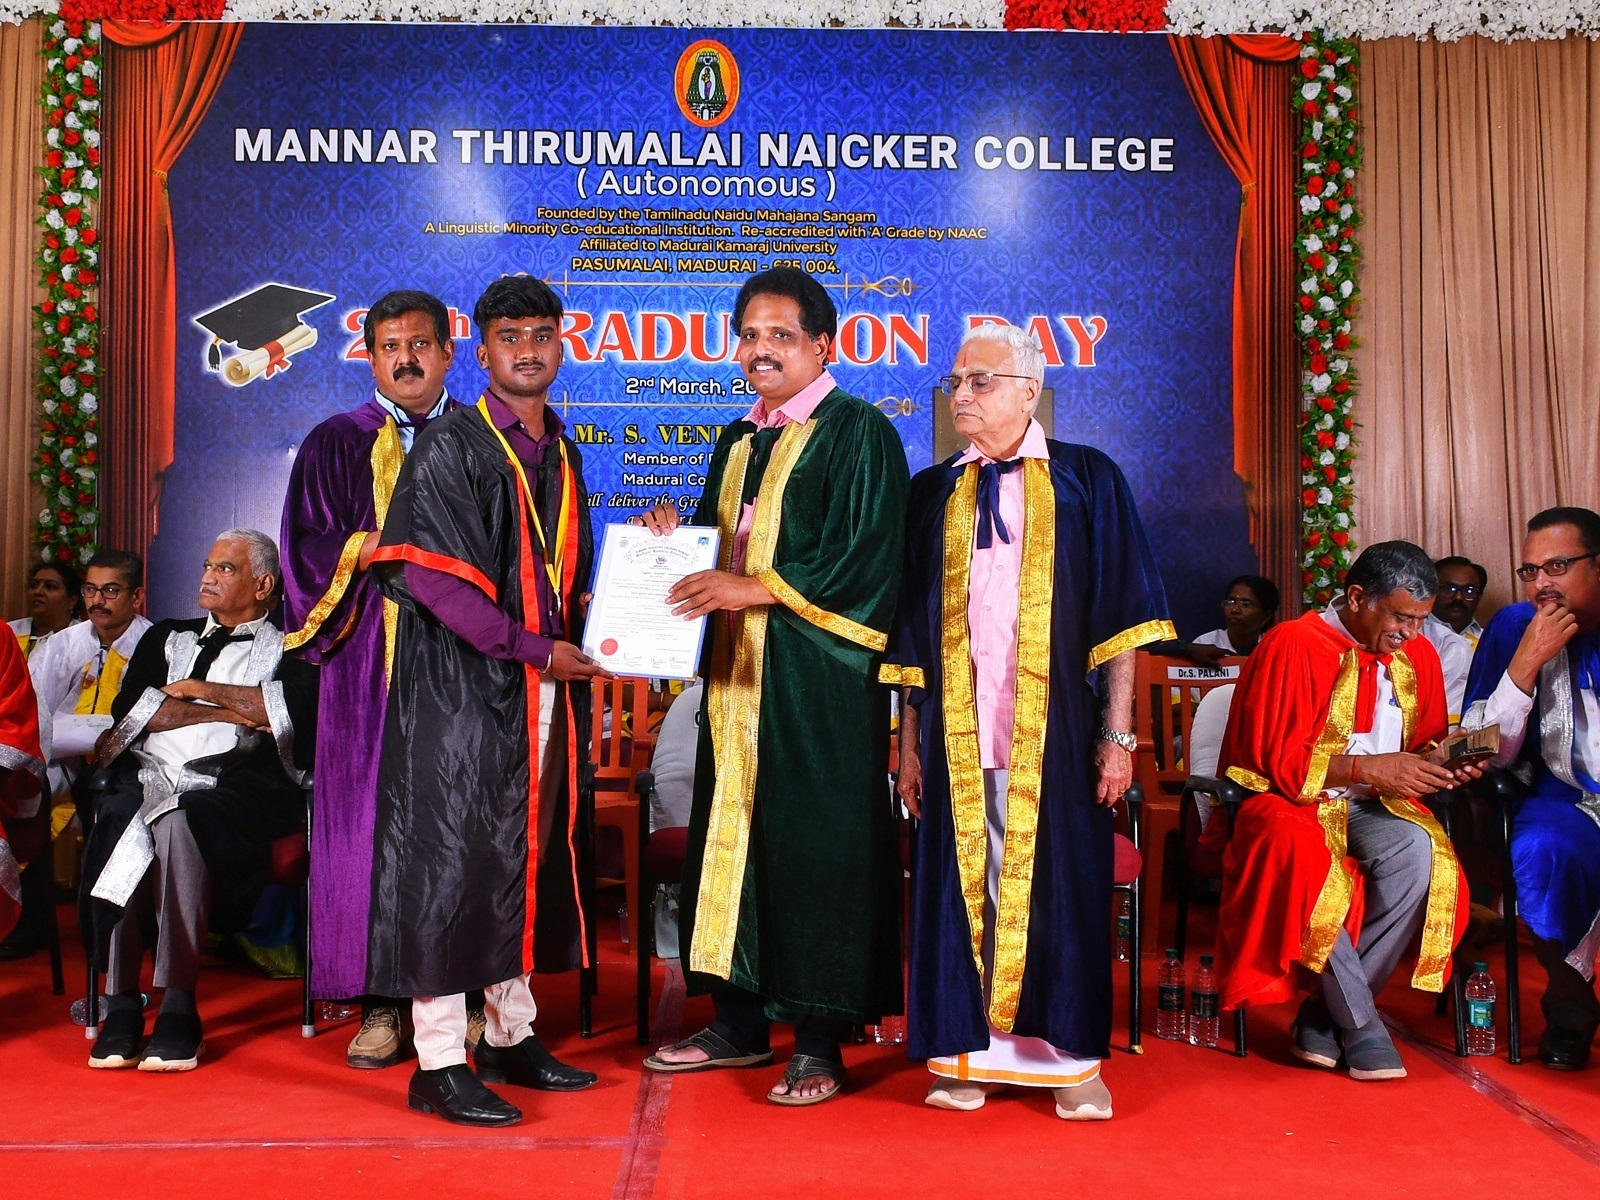 MANNAR THIRUMALAI NAICKER COLLEGE
( Autonomous )
Founded by the Tamilnadu Naidu Mahajana Sangam
A Linguistic Minority Co-educational Institution. Re-accredited with 'A' Grade by NAAC
Affiliated to Madurai Kamaraj University
PASUMALAI, MADURAI - 625 004.
GRADUATION DAY
2nd March, 20
Mr. S. VEN
Member of
Madurai Co
deliver the Gr
Dr.S. PALANI